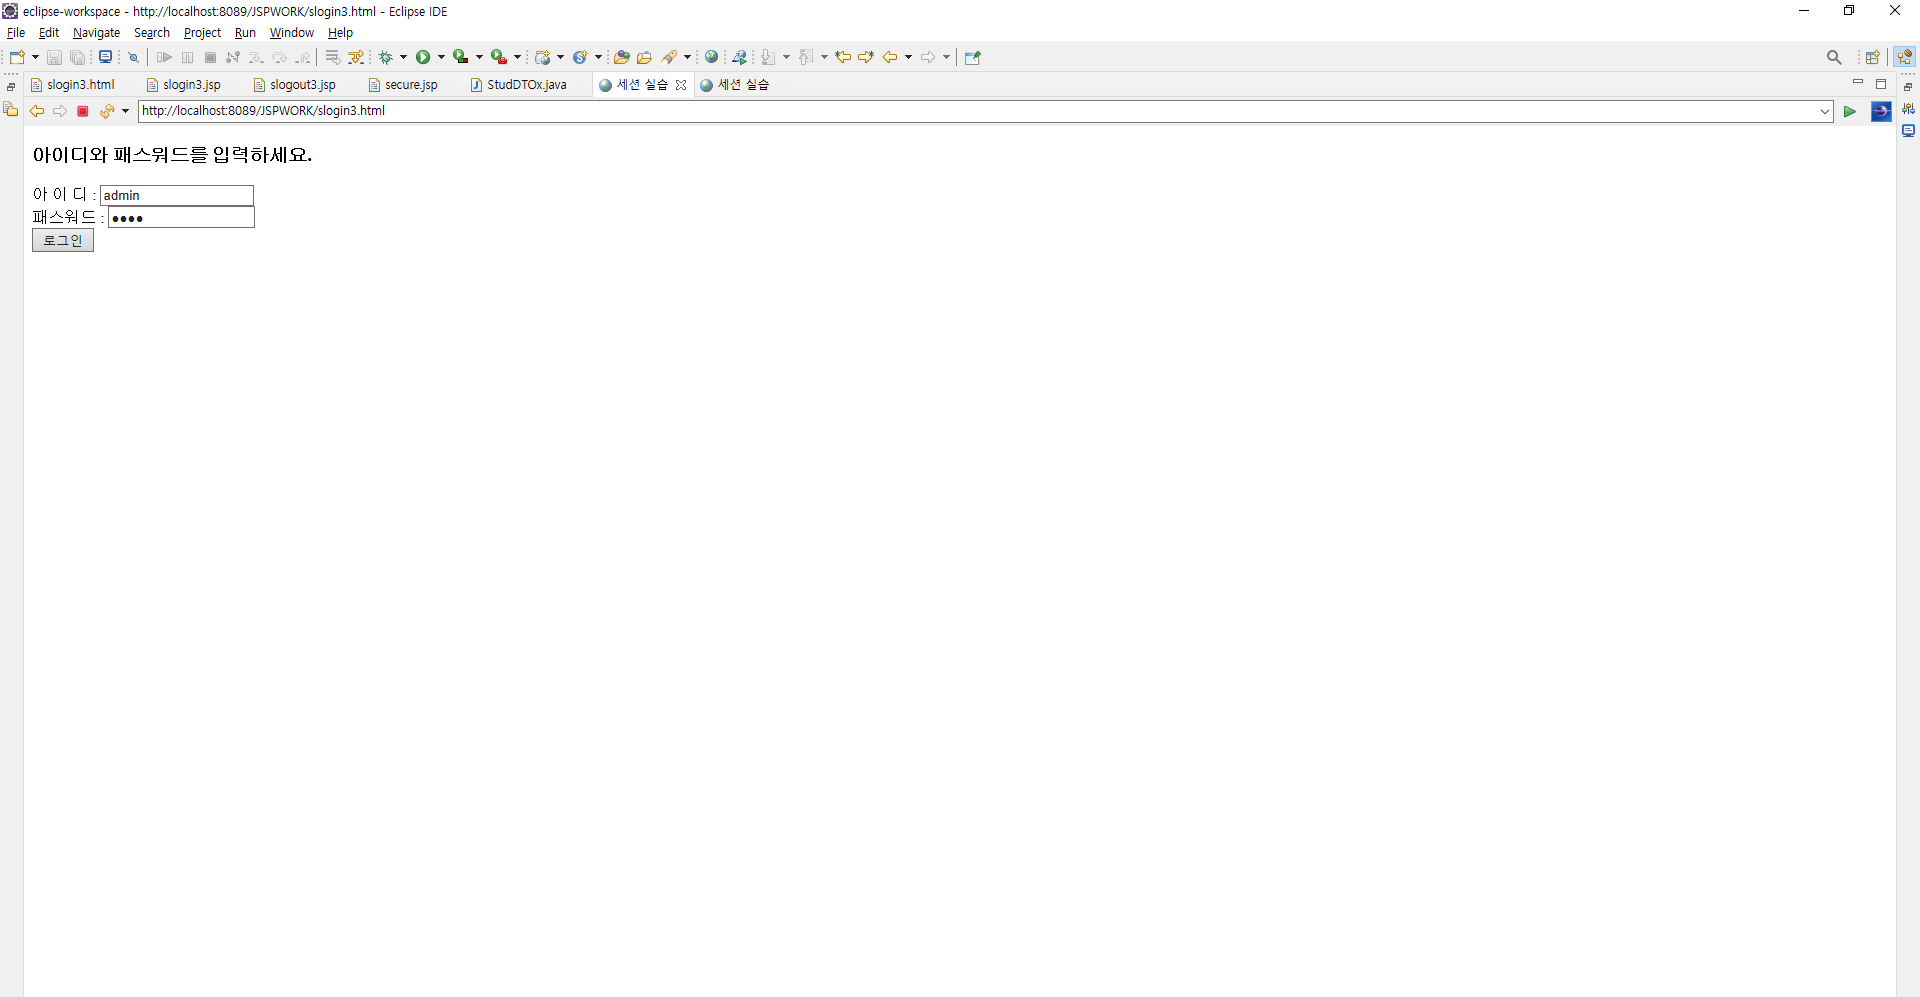 eclipse-workspace - http://localhost:8089/JSPWORK/slogin3.html - Eclipse IDE
File Edit Navigate Search Project Run Window Help
slogin3.html slogin3.jsp slogout3.jsp secure.jsp StudDTOx.java 세션 실습 세션 실습
http://localhost:8089/JSPWORK/slogin3.html
아이디와 패스워드를 입력하세요.
아 이 디 : admin
패스워드 : ●●●●
로그인